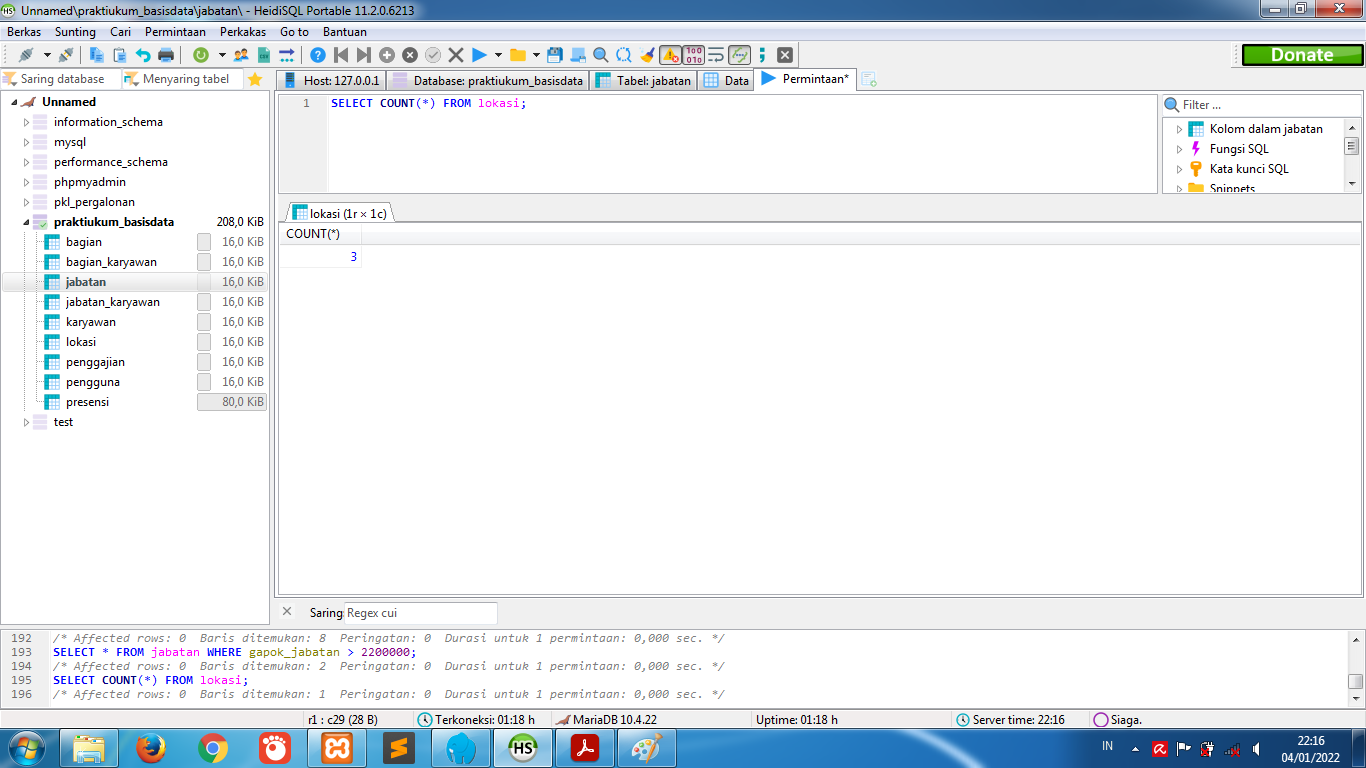 Unnamed\praktiukum_basisdata\jabatan\ - HeidiSQL Portable 11.2.0.6213
Berkas Sunting Cari Permintaan Perkakas Go to Bantuan
Donate
Saring database Menyaring tabel Host: 127.0.0.1 Database: praktiukum_basisdata Tabel: jabatan Data Permintaan*
Unnamed
information_schema
mysql
performance_schema
phpmyadmin
pkl_pergalonan
praktiukum_basisdata 208,0 KiB
bagian 16,0 KiB
bagian_karyawan 16,0 KiB
jabatan 16,0 KiB
jabatan_karyawan 16,0 KiB
karyawan 16,0 KiB
lokasi 16,0 KiB
penggajian 16,0 KiB
pengguna 16,0 KiB
presensi 80,0 KiB
test
1 SELECT COUNT(*) FROM lokasi;
Filter ...
Kolom dalam jabatan
Fungsi SQL
Kata kunci SQL
Snippets
lokasi (1r × 1c)
COUNT(*)
3
Saring: Regex cui
192 /* Affected rows: 0 Baris ditemukan: 8 Peringatan: 0 Durasi untuk 1 permintaan: 0,000 sec. */
193 SELECT * FROM jabatan WHERE gapok_jabatan > 2200000;
194 /* Affected rows: 0 Baris ditemukan: 2 Peringatan: 0 Durasi untuk 1 permintaan: 0,000 sec. */
195 SELECT COUNT(*) FROM lokasi;
196 /* Affected rows: 0 Baris ditemukan: 1 Peringatan: 0 Durasi untuk 1 permintaan: 0,000 sec. */
r1 : c29 (28 B) Terkoneksi: 01:18 h MariaDB 10.4.22 Uptime: 01:18 h Server time: 22:16 Siaga.
HS
IN
22:16
04/01/2022